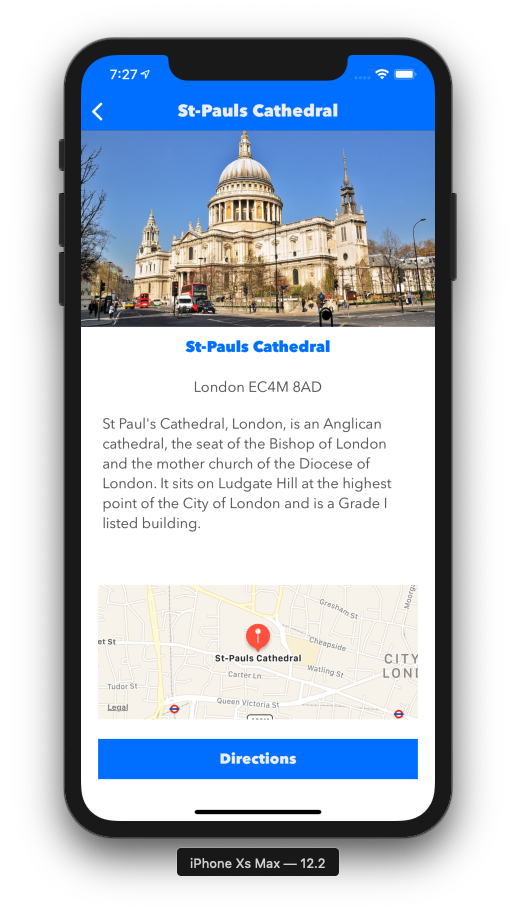 7:27
St-Pauls Cathedral
St-Pauls Cathedral
London EC4M 8AD
St Paul's Cathedral, London, is an Anglican
cathedral, the seat of the Bishop of London
and the mother church of the Diocese of
London. It sits on Ludgate Hill at the highest
point of the City of London and is a Grade I
listed building.
Gresham St
Moorg
Cheapside
et St
St-Pauls Cathedral
CITY
Watling St
LON
Carter Ln
Tudor St
Queen Victoria St
Legal
Directions
iPhone Xs Max — 12.2